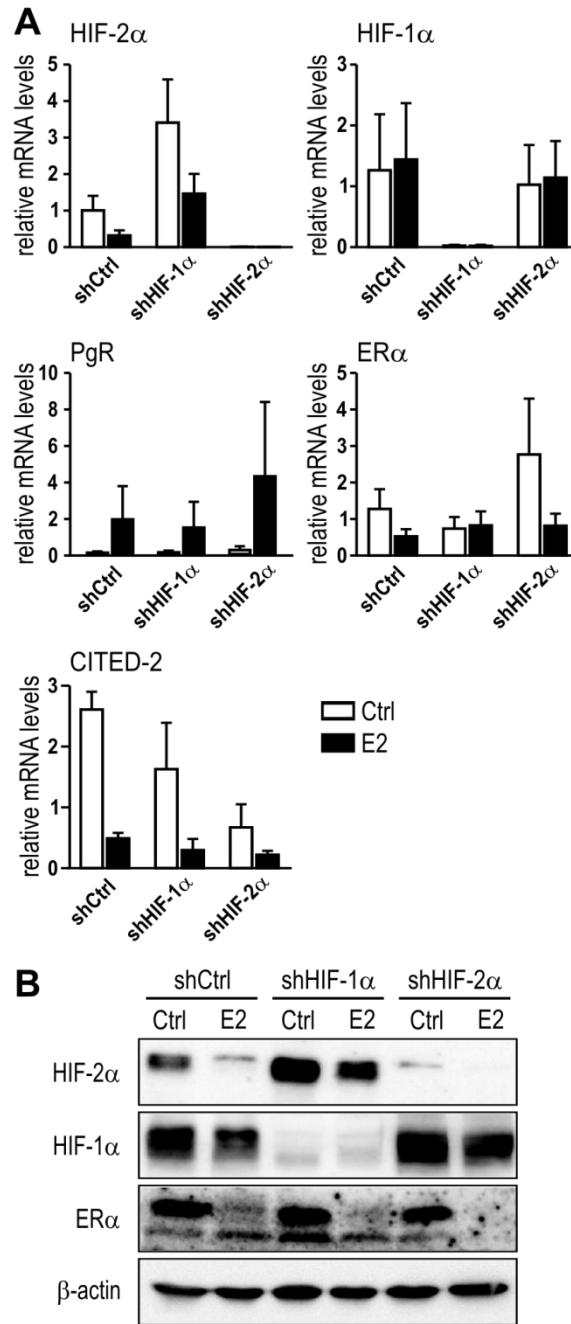 A
HIF-2α
HIF-1α
relative mRNA levels
5
4
3
2
1
0
shCtrl
shHIF-1α
shHIF-2α
relative mRNA levels
3
2
1
0
shCtrl
shHIF-1α
shHIF-2α
PgR
ERα
relative mRNA levels
10
8
6
4
2
0
shCtrl
shHIF-1α
shHIF-2α
relative mRNA levels
5
4
3
2
1
0
shCtrl
shHIF-1α
shHIF-2α
CITED-2
relative mRNA levels
3
2
1
0
shCtrl
shHIF-1α
shHIF-2α
Ctrl
E2
B
shCtrl shHIF-1α shHIF-2α
Ctrl E2 Ctrl E2 Ctrl E2
HIF-2α
HIF-1α
ERα
β-actin